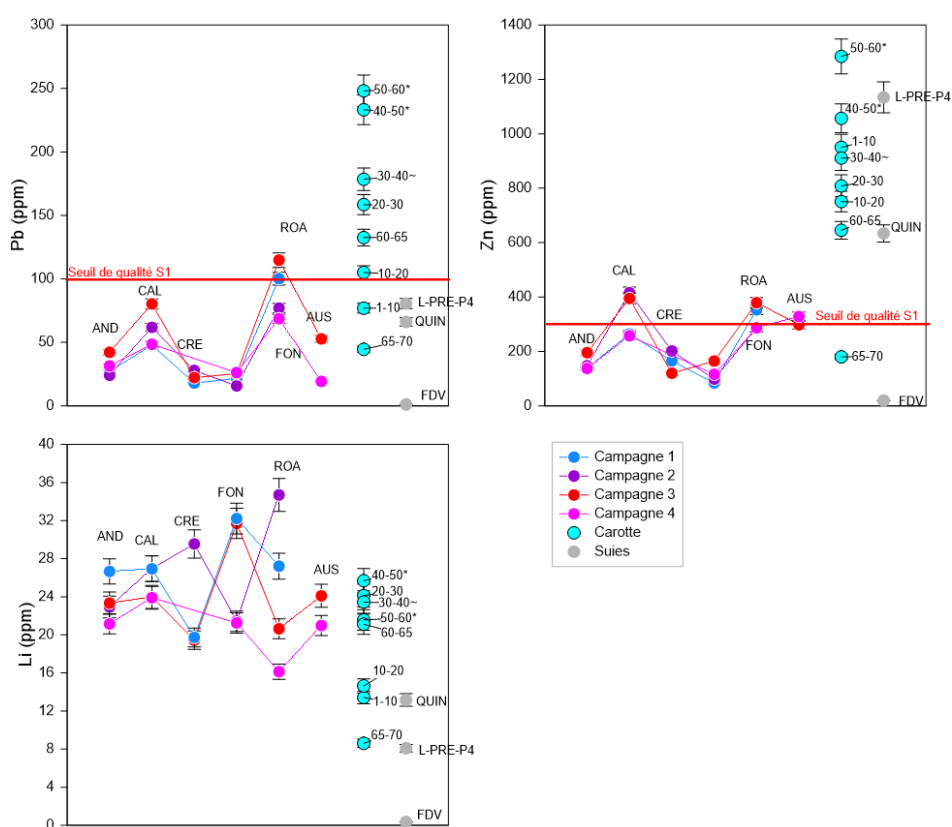 300
250
200
150
100
50
0
Pb (ppm)
Seuil de qualité S1
AND
CAL
CRE
ROA
FON
AUS
50-60*
40-50*
30-40~
20-30
60-65
10-20
1-10
65-70
L-PRE-P4
QUIN
FDV
1400
1200
1000
800
600
400
200
0
Zn (ppm)
AND
CAL
CRE
ROA
FON
AUS
Seuil de qualité S1
50-60*
40-50*
1-10
30-40~
20-30
10-20
60-65
65-70
L-PRE-P4
QUIN
FDV
40
36
32
28
24
20
16
12
8
4
0
Li (ppm)
AND
CAL
CRE
FON
ROA
AUS
40-50*
20-30
30-40~
50-60*
60-65
10-20
1-10
65-70
QUIN
L-PRE-P4
FDV
Campagne 1
Campagne 2
Campagne 3
Campagne 4
Carotte
Suies